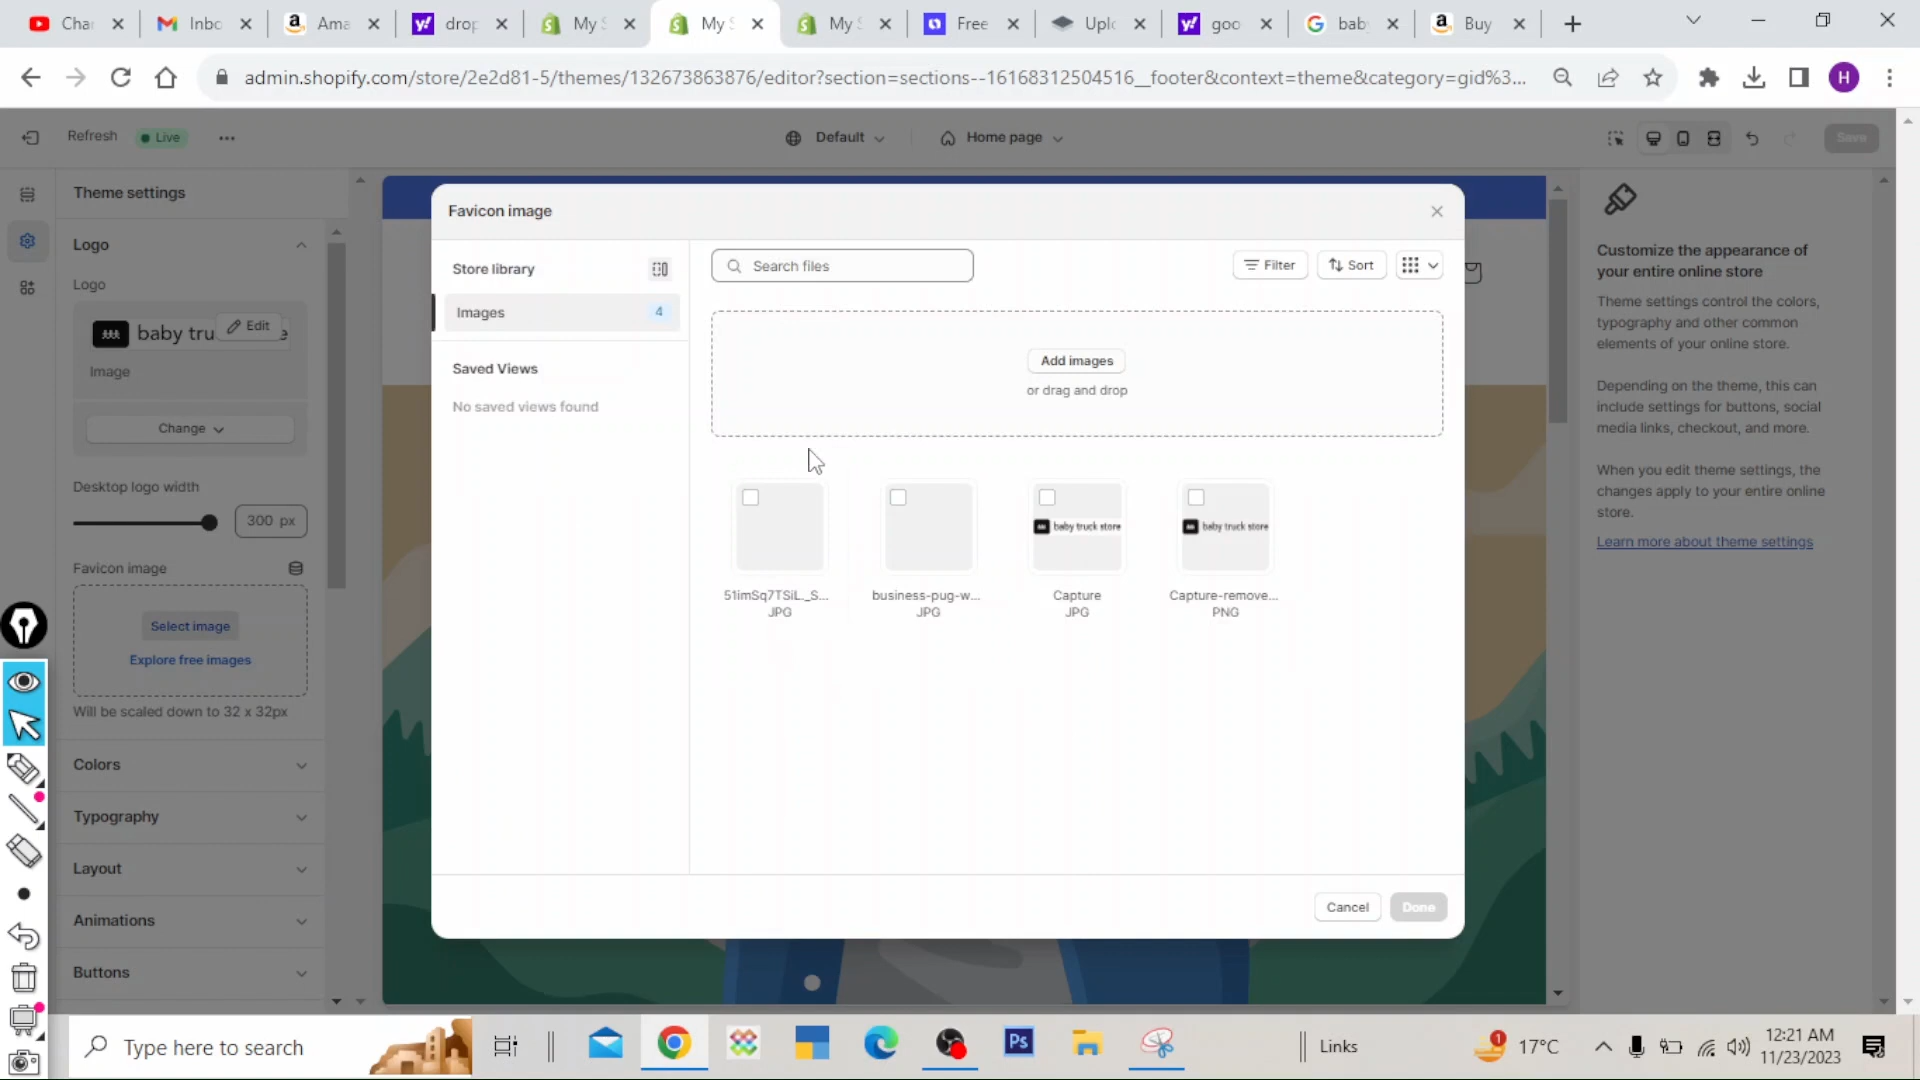 Cha
Inbo
Ama
drop
My S
My S
My S
Free
Uplo
goo
bab
Buy
admin.shopify.com/store/2e2d81-5/themes/132673863876/editor?section=sections--16168312504516__footer&context=theme&category=gid%3...
H
Refresh
Live
Default
Home page
Save
Theme settings
Logo
Logo
baby tru
Edit
e
Image
Change
Desktop logo width
300 px
Favicon image
Select image
Explore free images
Will be scaled down to 32 x 32px
Colors
Typography
Layout
Animations
Buttons
Favicon image
Store library
Images
4
Saved Views
No saved views found
Search files
Filter
Sort
Add images
or drag and drop
baby truck store
baby truck store
51imSq7TSiL._S...
JPG
business-pug-w...
JPG
Capture
JPG
Capture-remove...
PNG
Cancel
Done
Customize the appearance of
your entire online store
Theme settings control the colors,
typography and other common
elements of your online store.
Depending on the theme, this can
include settings for buttons, social
media links, checkout, and more.
When you edit theme settings, the
changes apply to your entire online
store.
Learn more about theme settings
Type here to search
Ps
Links
1
17°C
12:21 AM
11/23/2023